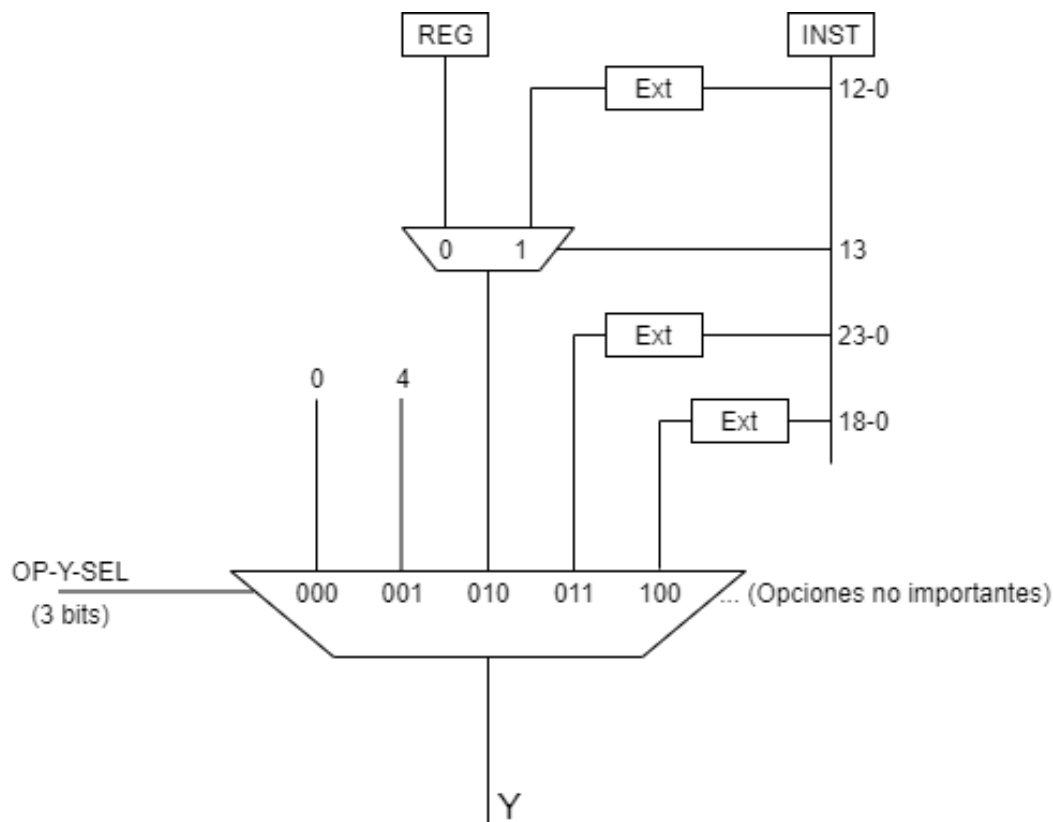 REG
INST
Ext
12-0
0
1
13
Ext
23-0
0
4
Ext
18-0
OP-Y-SEL
(3 bits)
000
001
010
011
100
... (Opciones no importantes)
Y